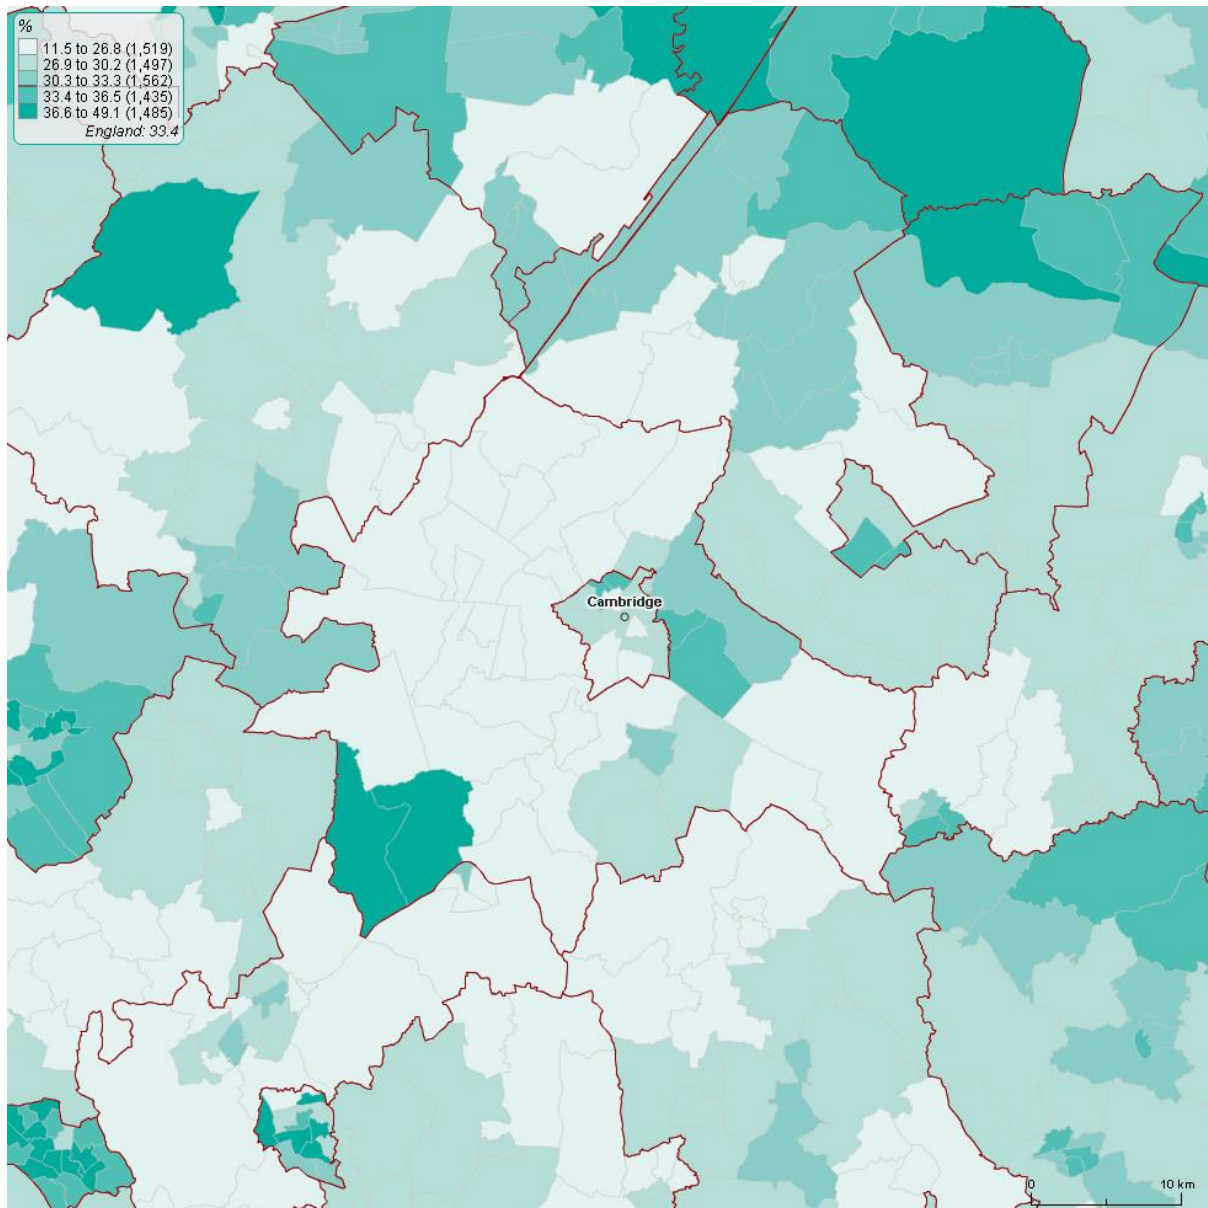 %
11.5 to 26.8 (1,519)
26.9 to 30.2 (1,497)
30.3 to 33.3 (1,562)
33.4 to 36.5 (1,435)
36.6 to 49.1 (1,485)
England: 33.4
Cambridge
0 10 km